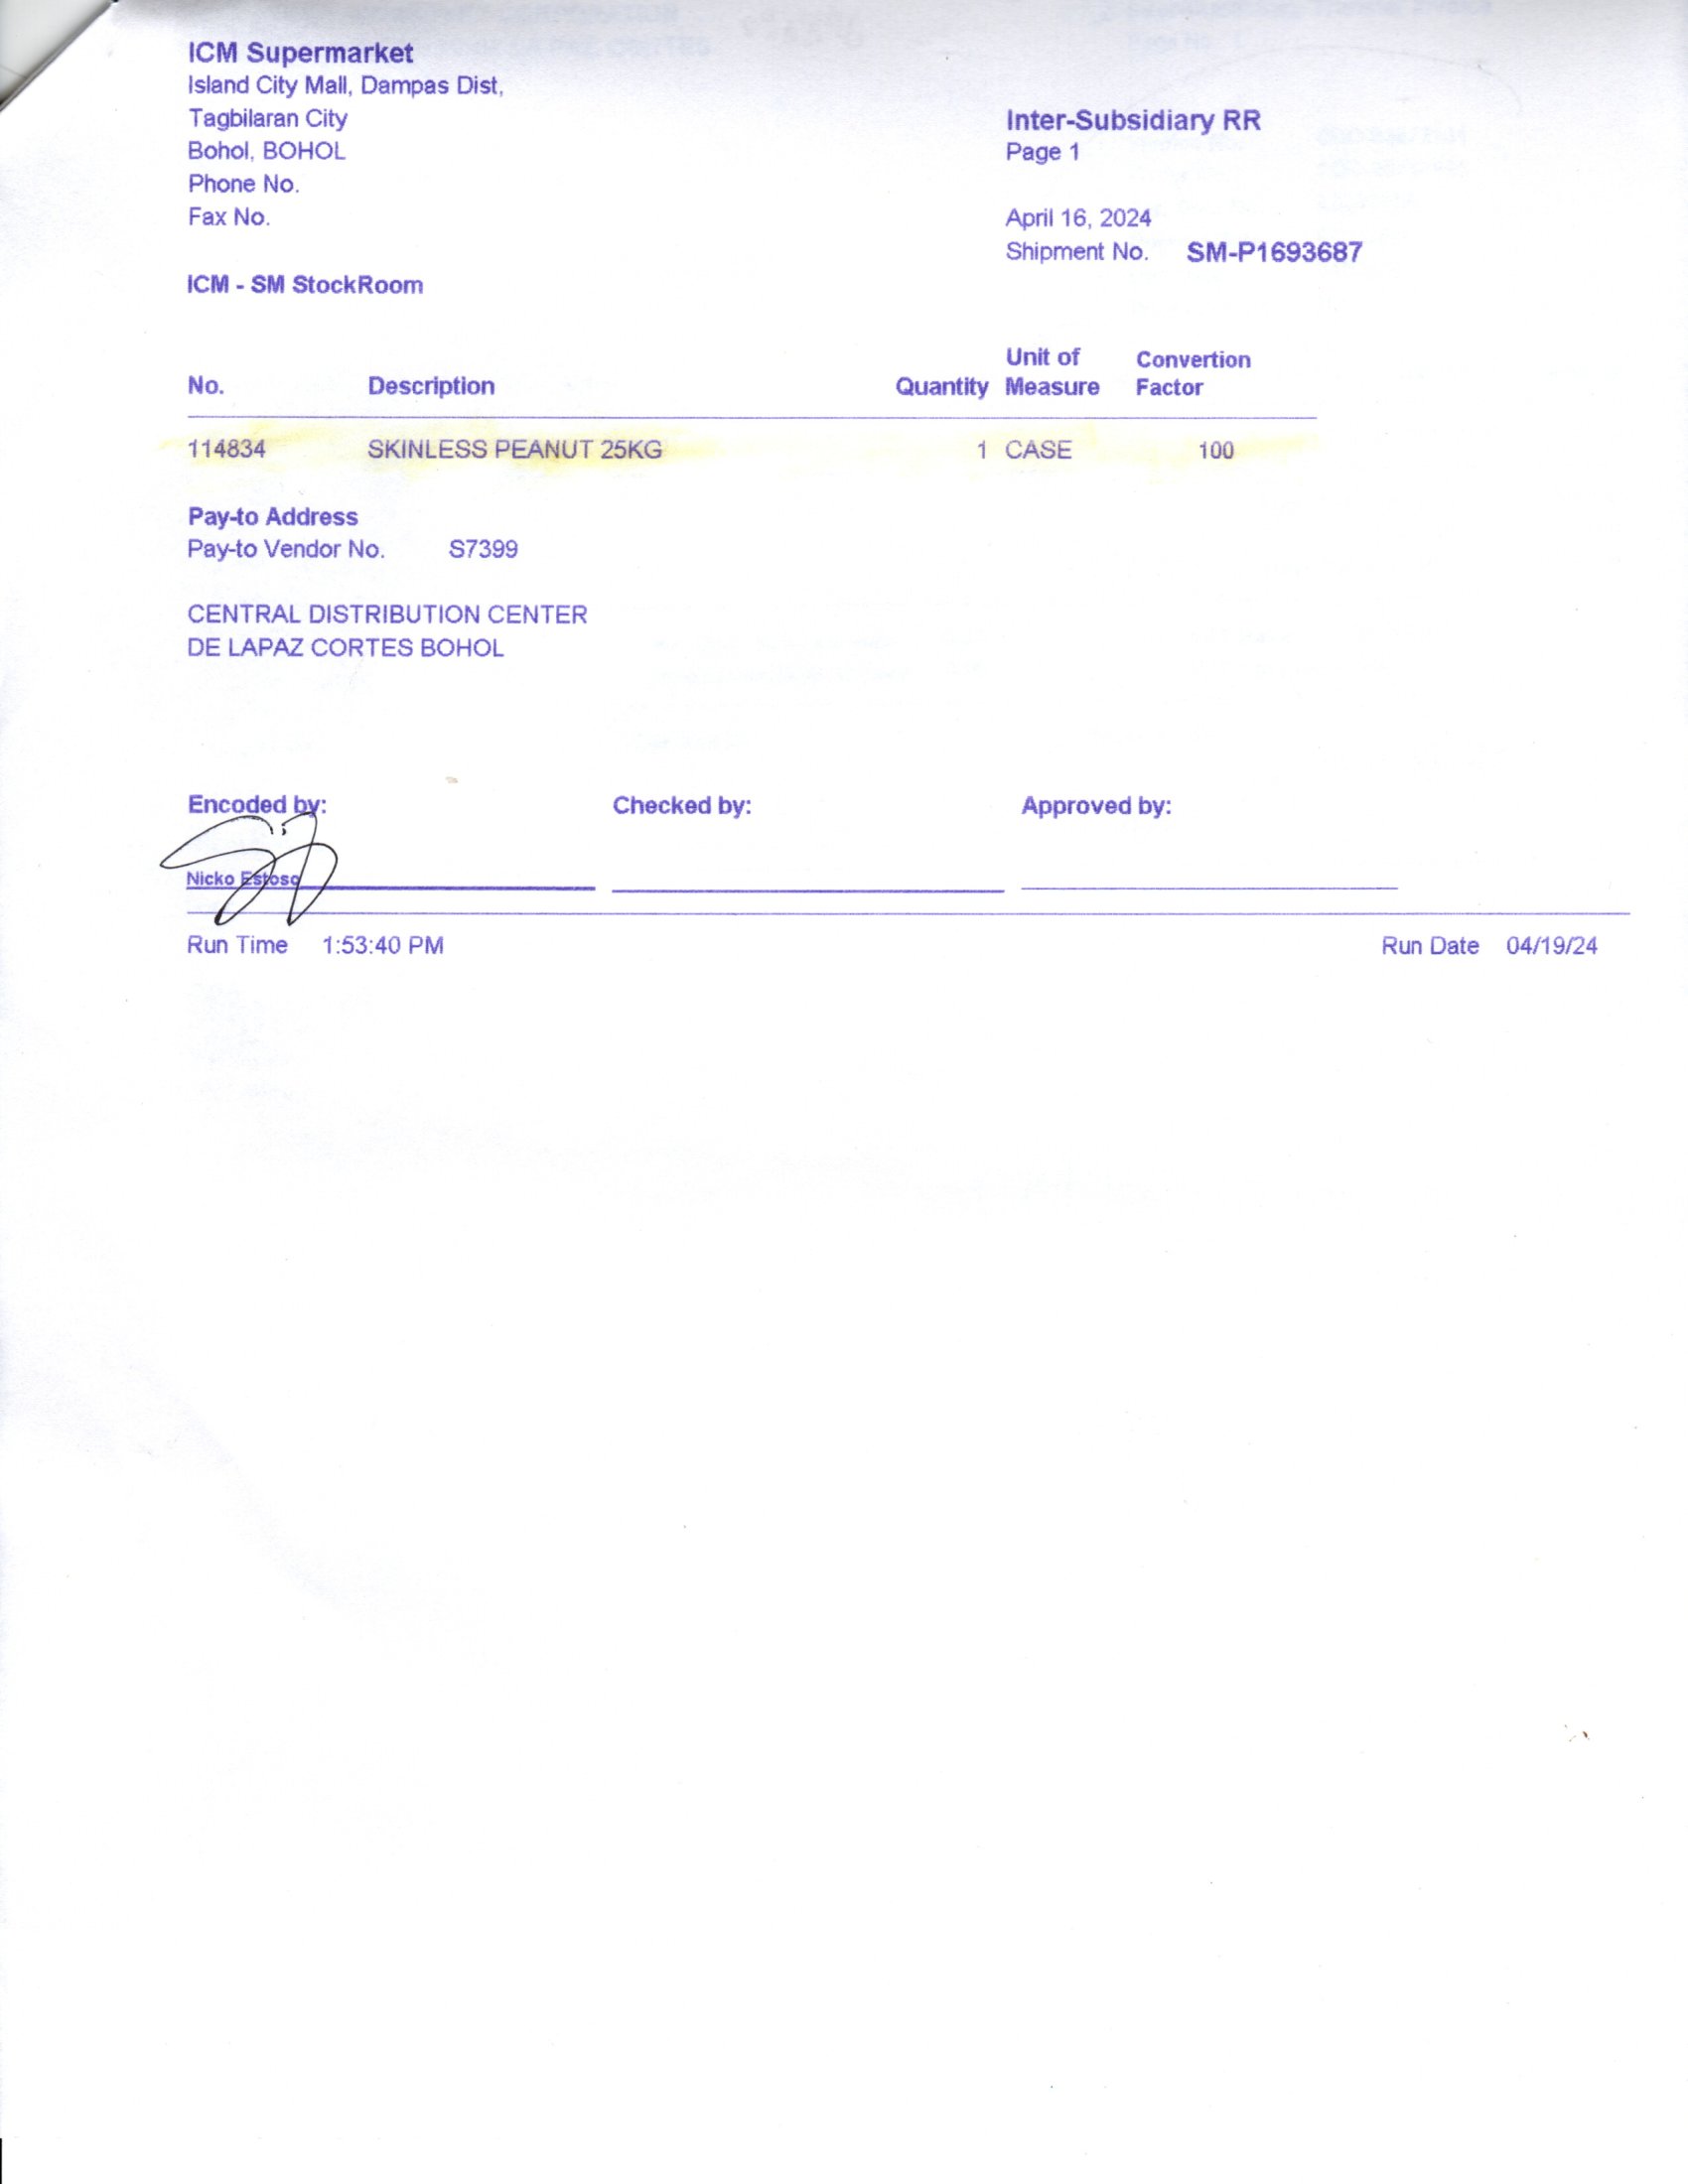 ICM Supermarket
Island City Mall, Dampas Dist,
Tagbilaran City
Bohol, BOHOL
Phone No.
Fax No.
Inter-Subsidiary RR
Page 1
April 16, 2024
Shipment No. SM-P1693687
ICM - SM StockRoom
No. Description Quantity Unit of Measure Convertion Factor
114834 SKINLESS PEANUT 25KG 1 CASE 100
Pay-to Address
Pay-to Vendor No. S7399
CENTRAL DISTRIBUTION CENTER
DE LAPAZ CORTES BOHOL
Encoded by: Checked by: Approved by:
Nicko Estoso
Run Time 1:53:40 PM Run Date 04/19/24